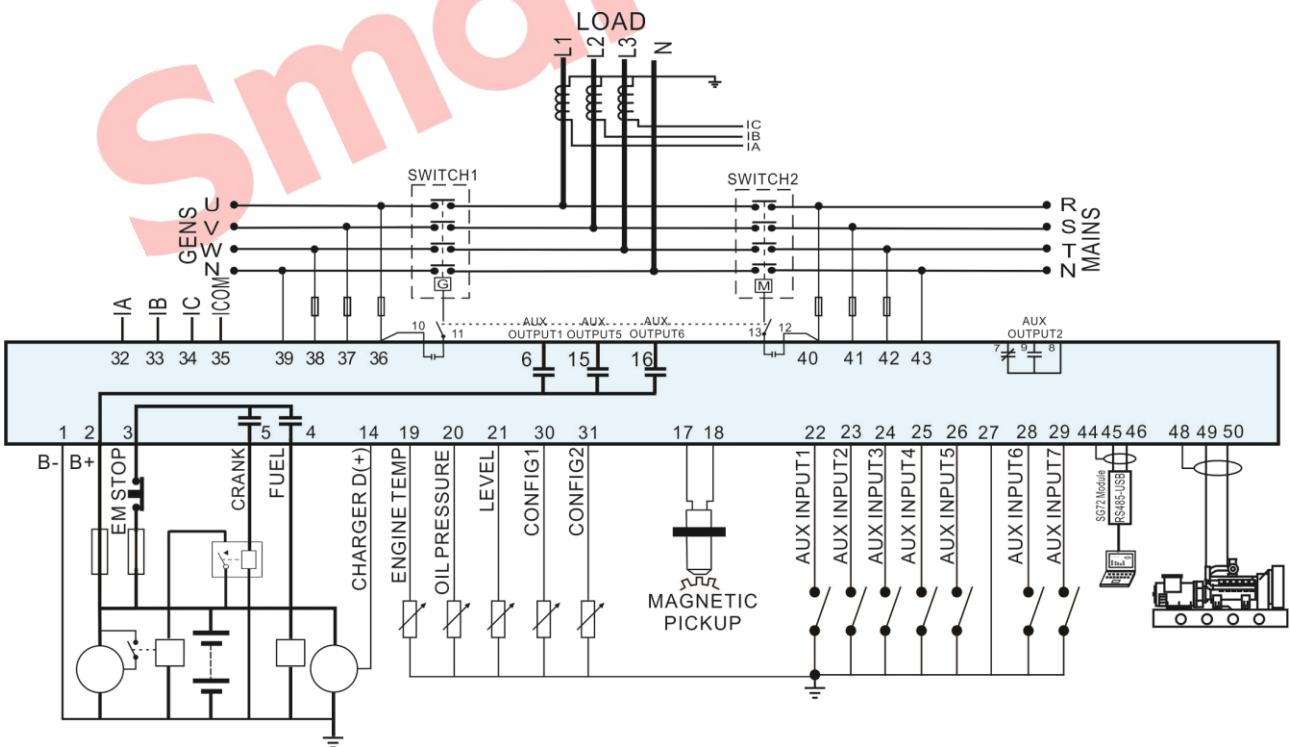 Smar
LOAD
L1 L2 L3 N
IC
IB
IA
SWITCH1
SWITCH2
GENS
U
V
W
N
R
S
T
N
MAINS
G
M
IA IB IC ICOM
10 11
AUX OUTPUT1
AUX OUTPUT5
AUX OUTPUT6
13 12
AUX OUTPUT2
32 33 34 35 39 38 37 36 6 15 16 40 41 42 43 7 9 8
1 2 3 5 4 14 19 20 21 30 31 17 18 22 23 24 25 26 27 28 29 44 45 46 48 49 50
B- B+
EM STOP
CRANK
FUEL
CHARGER D(+)
ENGINE TEMP
OIL PRESSURE
LEVEL
CONFIG1
CONFIG2
MAGNETIC
PICKUP
AUX INPUT1
AUX INPUT2
AUX INPUT3
AUX INPUT4
AUX INPUT5
AUX INPUT6
AUX INPUT7
SG72 Module
RS485-USB